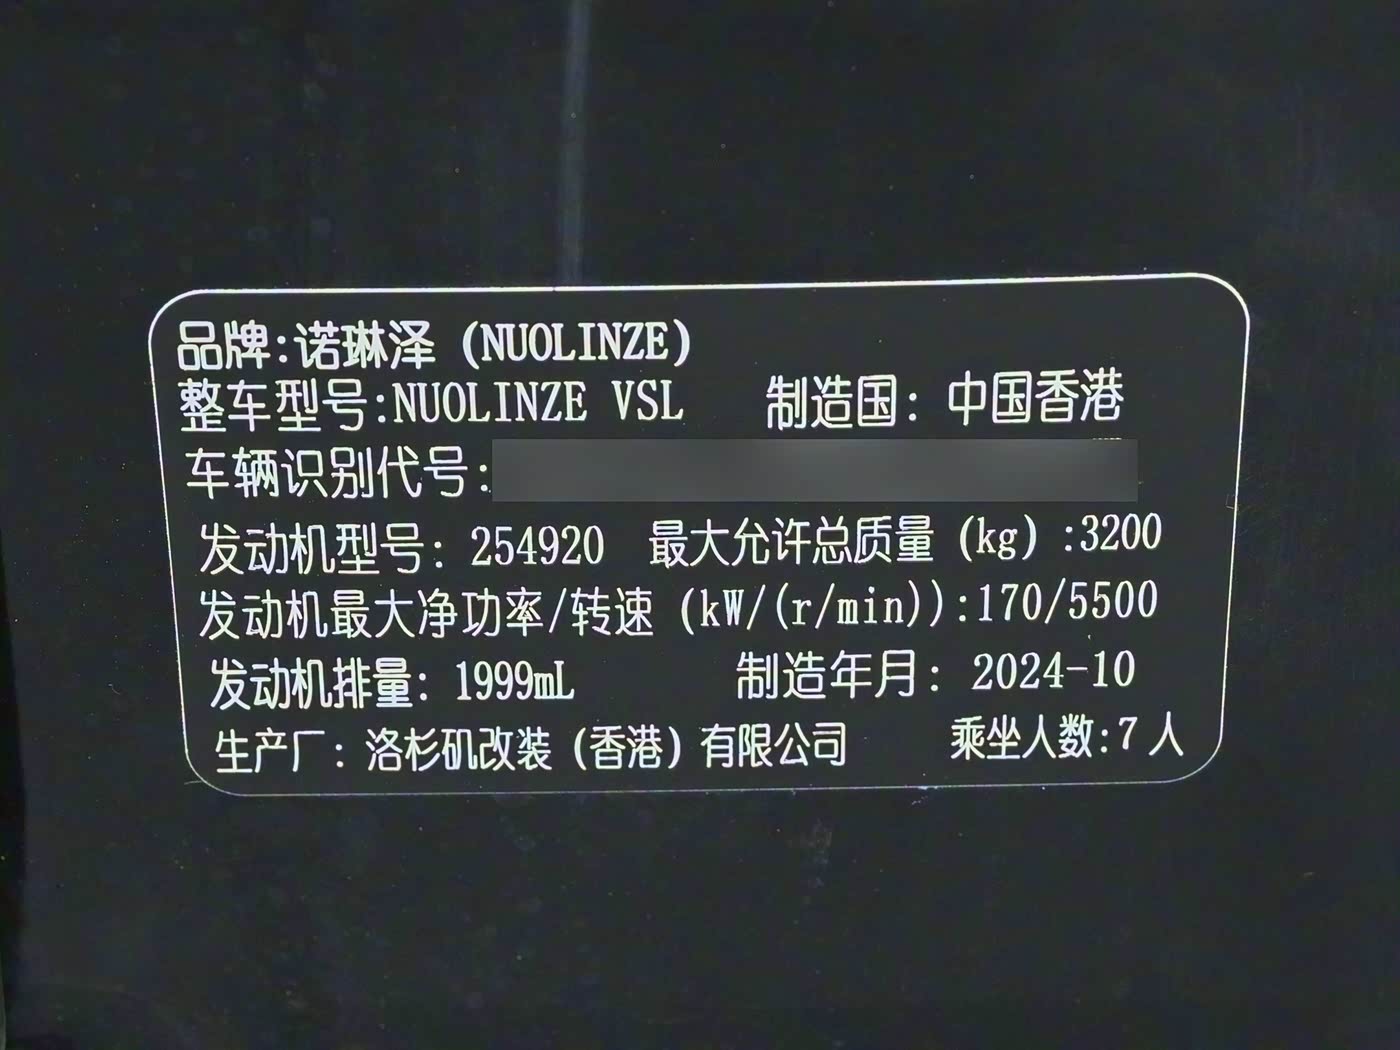 品牌:诺琳泽 (NUOLINZE)
整车型号:NUOLINZE VSL 制造国：中国香港
车辆识别代号:
发动机型号：254920 最大允许总质量 (kg) :3200
发动机最大净功率/转速 (kW/(r/min)):170/5500
发动机排量：1999mL 制造年月：2024-10
生产厂：洛杉矶改装（香港）有限公司 乘坐人数:7人